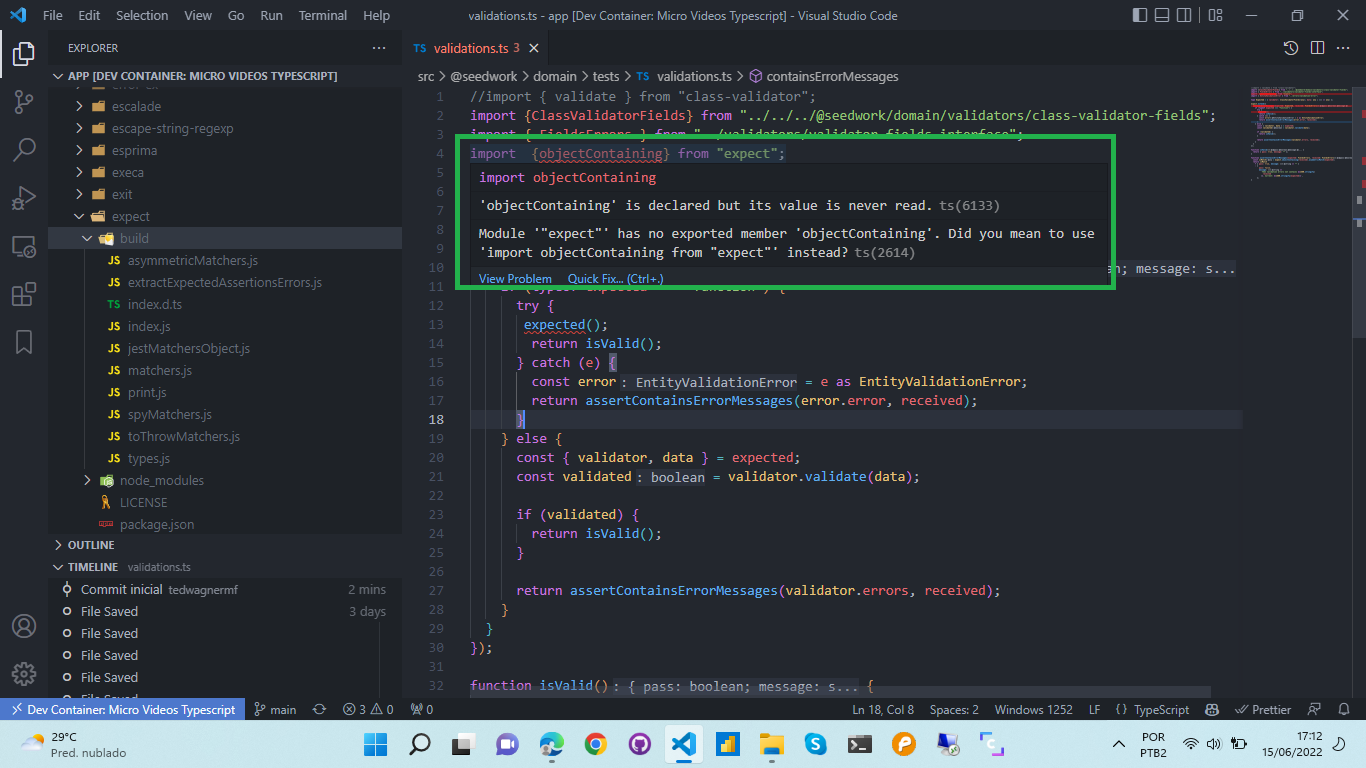 File Edit Selection View Go Run Terminal Help
validations.ts - app [Dev Container: Micro Videos Typescript] - Visual Studio Code
EXPLORER
APP [DEV CONTAINER: MICRO VIDEOS TYPESCRIPT]
error-ex
escalade
escape-string-regexp
esprima
execa
exit
expect
build
JS asymmetricMatchers.js
JS extractExpectedAssertionsErrors.js
TS index.d.ts
JS index.js
JS jestMatchersObject.js
JS matchers.js
JS print.js
JS spyMatchers.js
JS toThrowMatchers.js
JS types.js
node_modules
LICENSE
package.json
OUTLINE
TIMELINE validations.ts
Commit inicial tedwagnermf 2 mins
File Saved 3 days
File Saved
File Saved
File Saved
File Saved
TS validations.ts 3
src > @seedwork > domain > tests > TS validations.ts > containsErrorMessages
1 //import { validate } from "class-validator";
2 import {ClassValidatorFields} from "../../../@seedwork/domain/validators/class-validator-fields";
3 import { FieldsErrors } from "../validators/validator-fields-interface";
4 import  {objectContaining} from "expect";
5 import objectContaining
6 'objectContaining' is declared but its value is never read. ts(6133)
7
8 Module '"expect"' has no exported member 'objectContaining'. Did you mean to use
9 'import objectContaining from "expect"' instead? ts(2614)
View Problem Quick Fix... (Ctrl+.)
10 n; message: s...
11
12 try {
13 expected();
14 return isValid();
15 } catch (e) {
16 const error: EntityValidationError = e as EntityValidationError;
17 return assertContainsErrorMessages(error.error, received);
18 }
19 } else {
20 const { validator, data } = expected;
21 const validated: boolean = validator.validate(data);
22
23 if (validated) {
24 return isValid();
25 }
26
27 return assertContainsErrorMessages(validator.errors, received);
28 }
29 }
30 });
31
32 function isValid(): { pass: boolean; message: s... {
Dev Container: Micro Videos Typescript main 3 0 0
Ln 18, Col 8 Spaces: 2 Windows 1252 LF {} TypeScript Prettier
29°C
Pred. nublado
POR
PTB2
17:12
15/06/2022